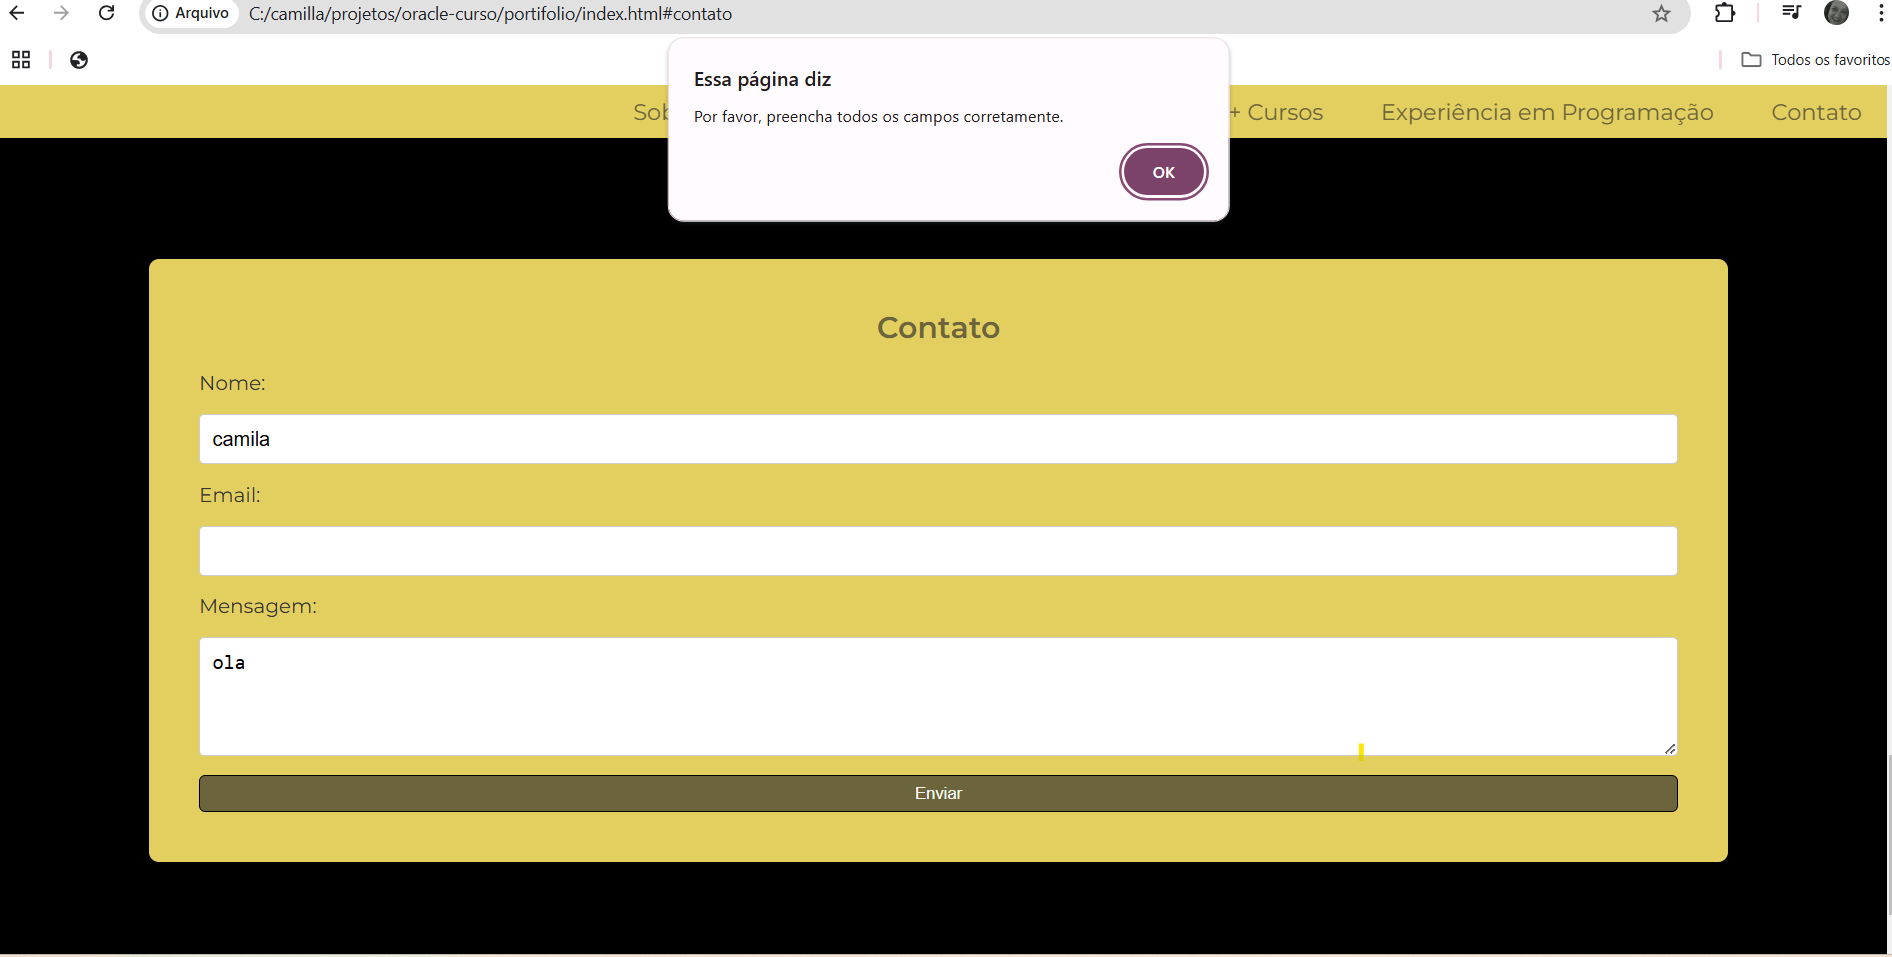 Arquivo C:/camilla/projetos/oracle-curso/portifolio/index.html#contato
Todos os favoritos
Essa página diz
Por favor, preencha todos os campos corretamente.
OK
+ Cursos Experiência em Programação Contato
Contato
Nome:
camila
Email:
Mensagem:
ola
Enviar